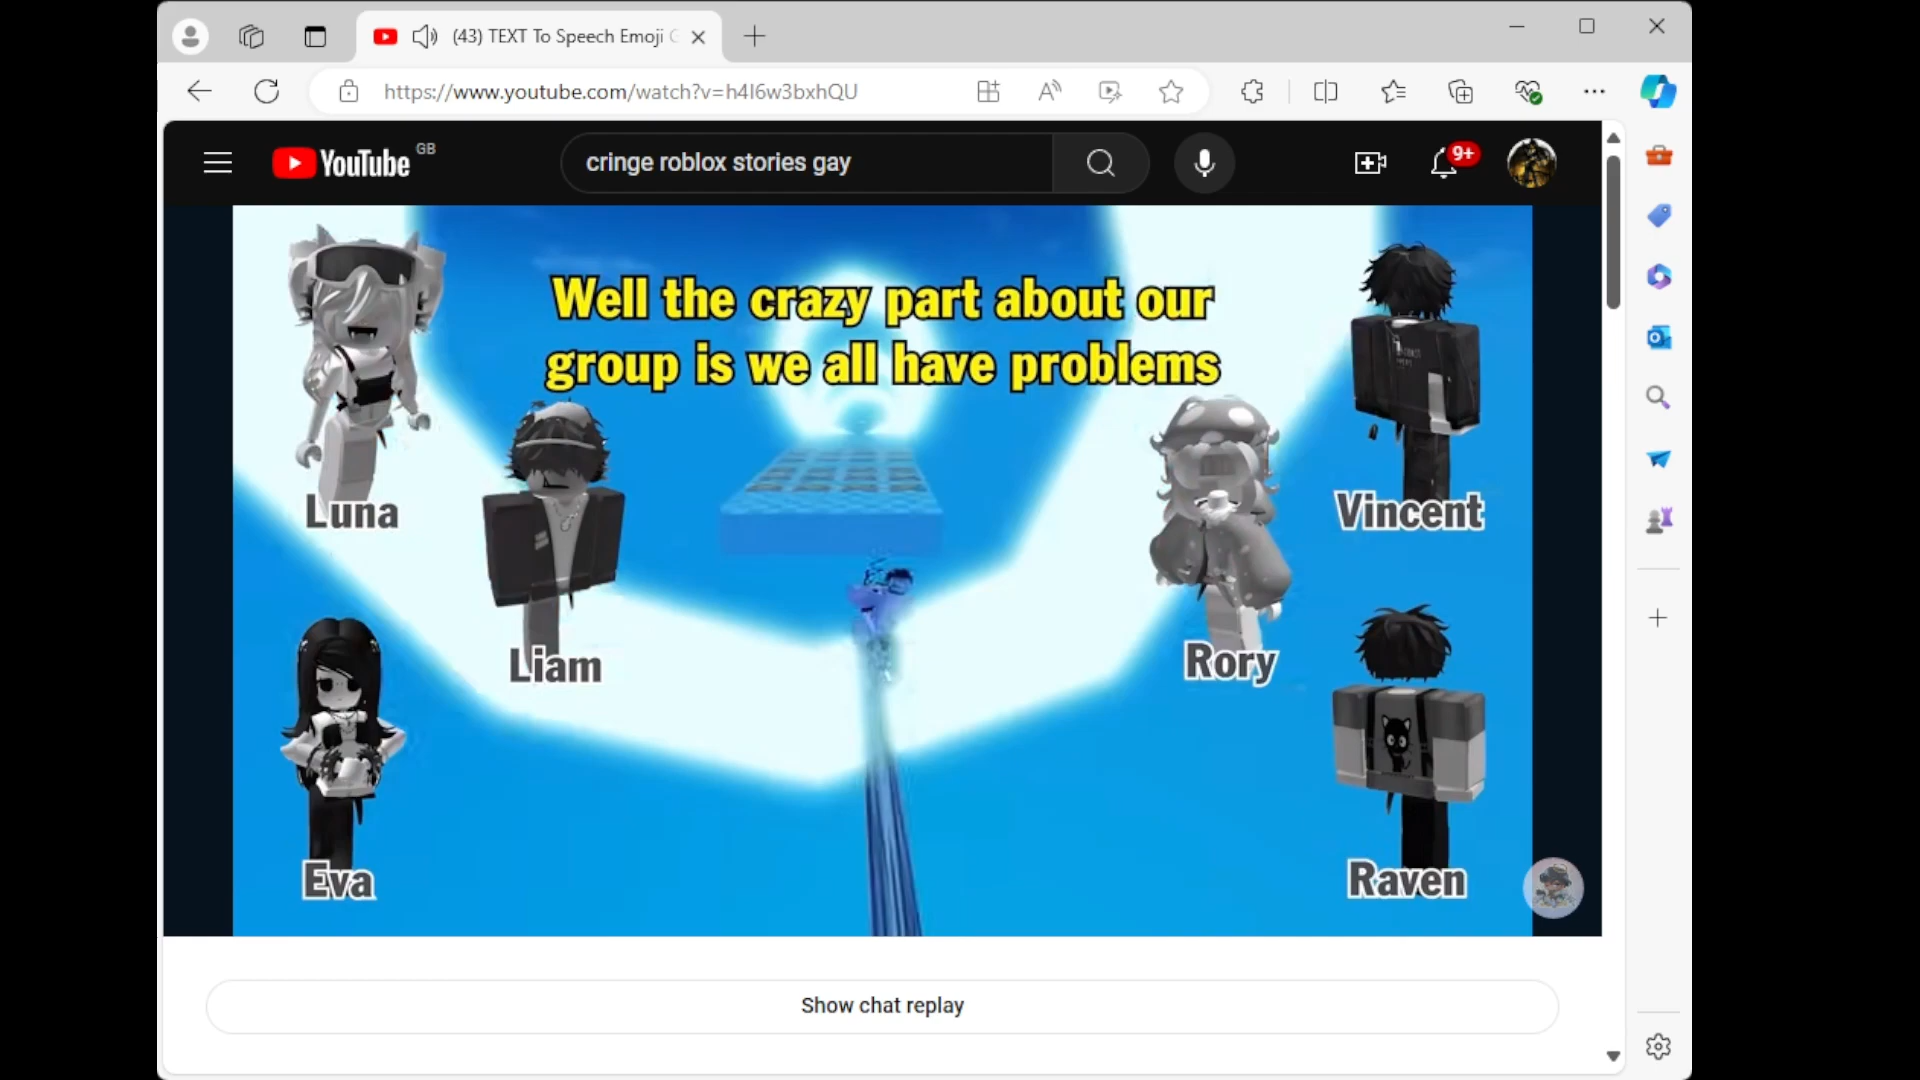 (43) TEXT To Speech Emoji
https://www.youtube.com/watch?v=h4I6w3bxhQU
YouTube GB
cringe roblox stories gay
9+
Well the crazy part about our
group is we all have problems
Luna
Vincent
Liam
Rory
Eva
Raven
Show chat replay